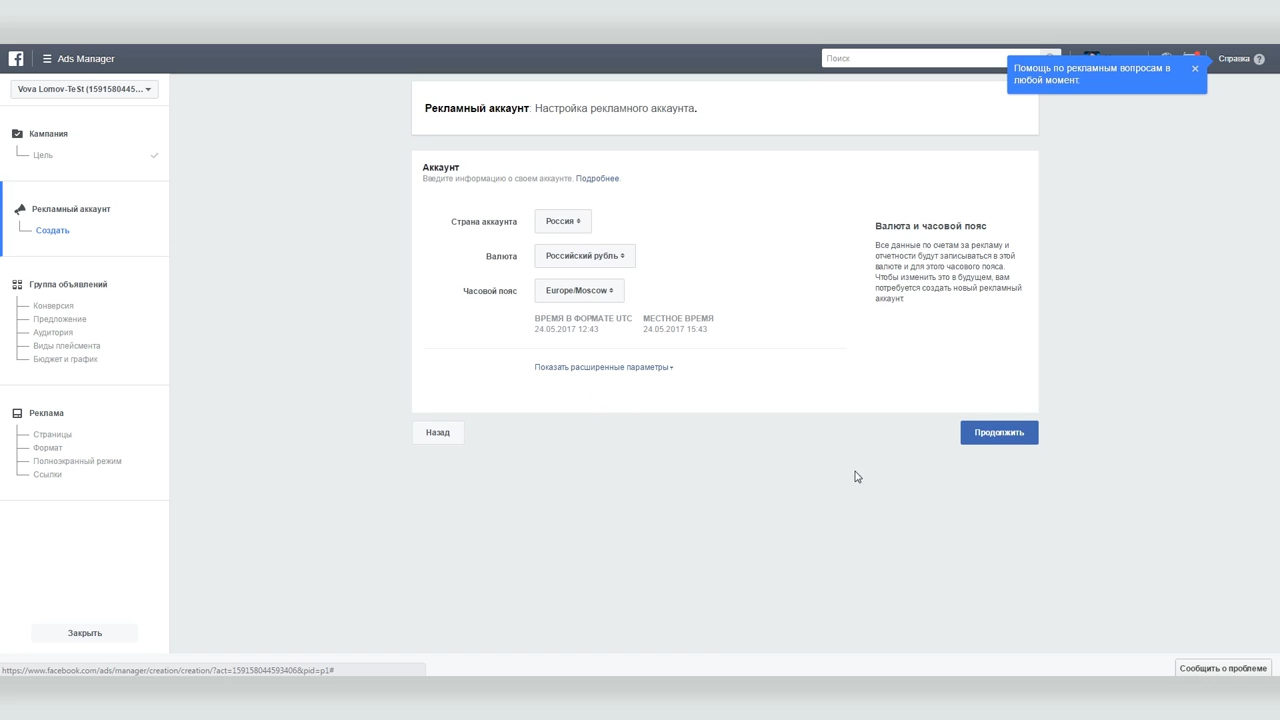 Ads Manager
Поиск
Справка
Помощь по рекламным вопросам в
любой момент.
Vova Lomov-TeSt (1591580445...
Кампания
Цель
Рекламный аккаунт
Создать
Группа объявлений
Конверсия
Предложение
Аудитория
Виды плейсмента
Бюджет и график
Реклама
Страницы
Формат
Полноэкранный режим
Ссылки
Закрыть
Рекламный аккаунт: Настройка рекламного аккаунта.
Аккаунт
Введите информацию о своем аккаунте. Подробнее.
Страна аккаунта
Россия
Валюта
Российский рубль
Часовой пояс
Europe/Moscow
ВРЕМЯ В ФОРМАТЕ UTC
24.05.2017 12:43
МЕСТНОЕ ВРЕМЯ
24.05.2017 15:43
Показать расширенные параметры
Валюта и часовой пояс
Все данные по счетам за рекламу и
отчетности будут записываться в этой
валюте и для этого часового пояса.
Чтобы изменить это в будущем, вам
потребуется создать новый рекламный
аккаунт.
Назад
Продолжить
https://www.facebook.com/ads/manager/creation/creation/?act=159158044593406&pid=p1#
Сообщить о проблеме